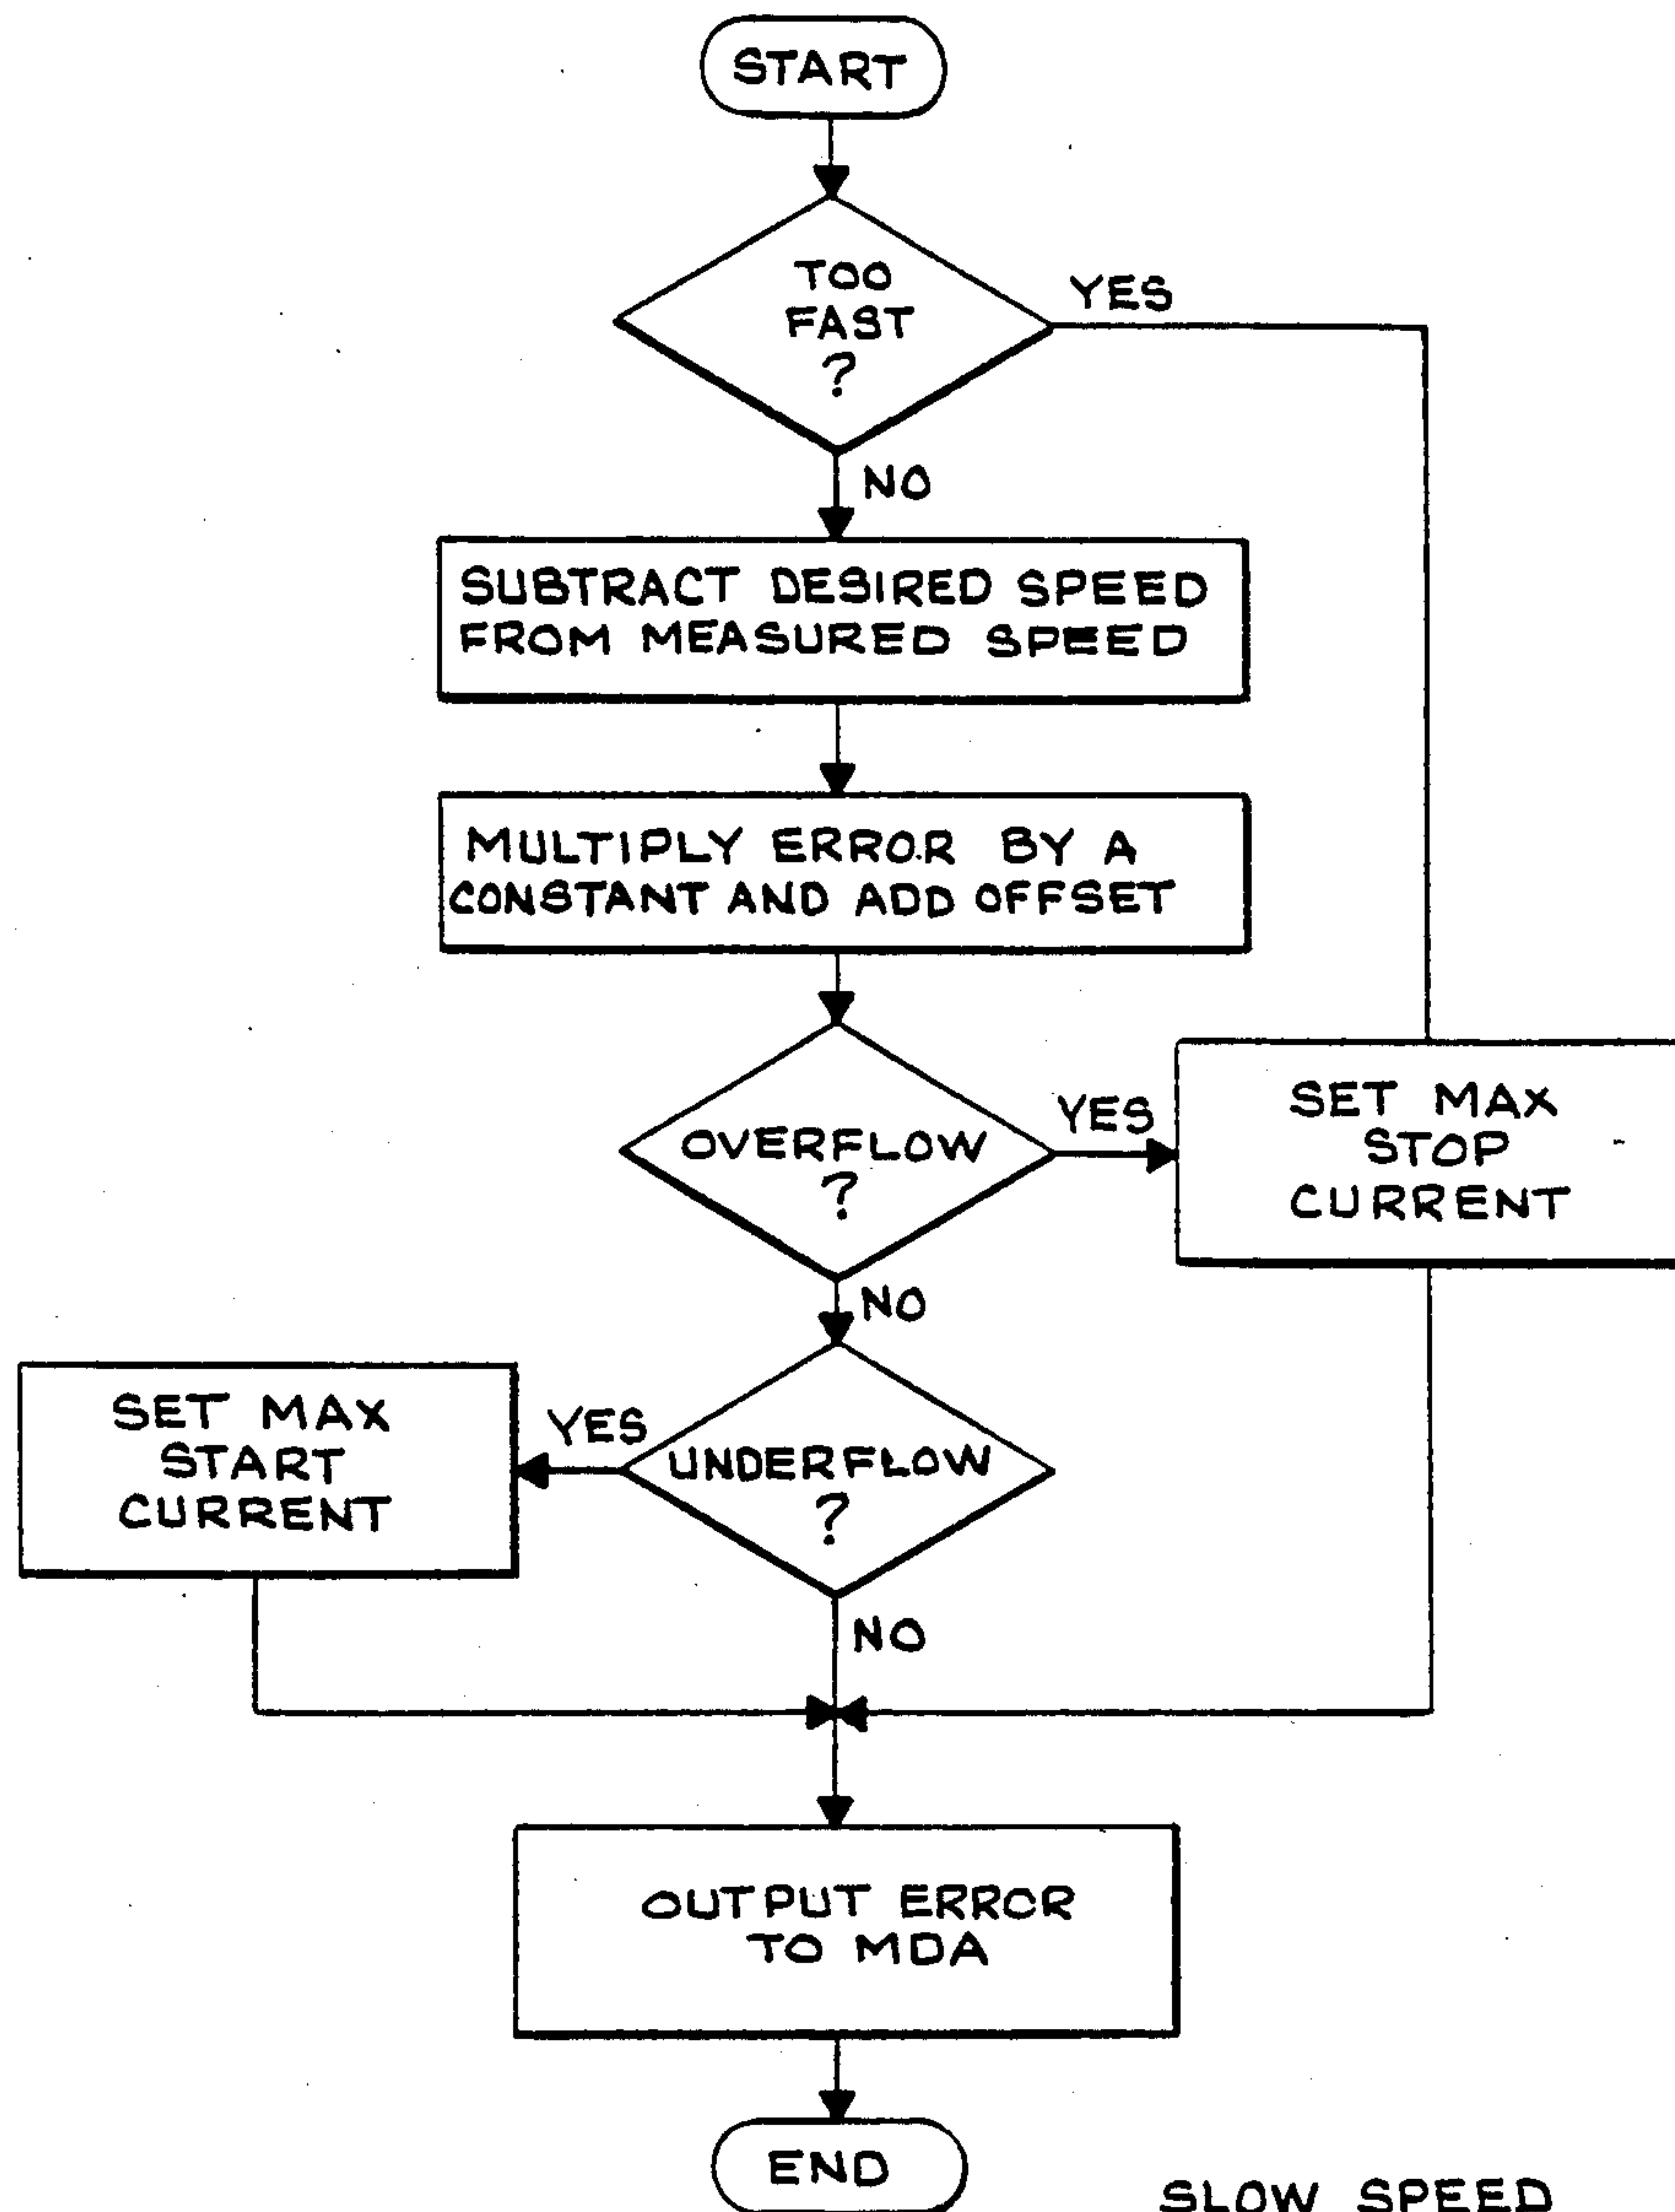 START
TOO
FAST
?
YES
NO
SUBTRACT DESIRED SPEED
FROM MEASURED SPEED
MULTIPLY ERROR BY A
CONSTANT AND ADD OFFSET
OVERFLOW
?
YES
SET MAX
STOP
CURRENT
NO
SET MAX
START
CURRENT
YES
UNDERFLOW
?
NO
OUTPUT ERROR
TO MDA
END
SLOW SPEED